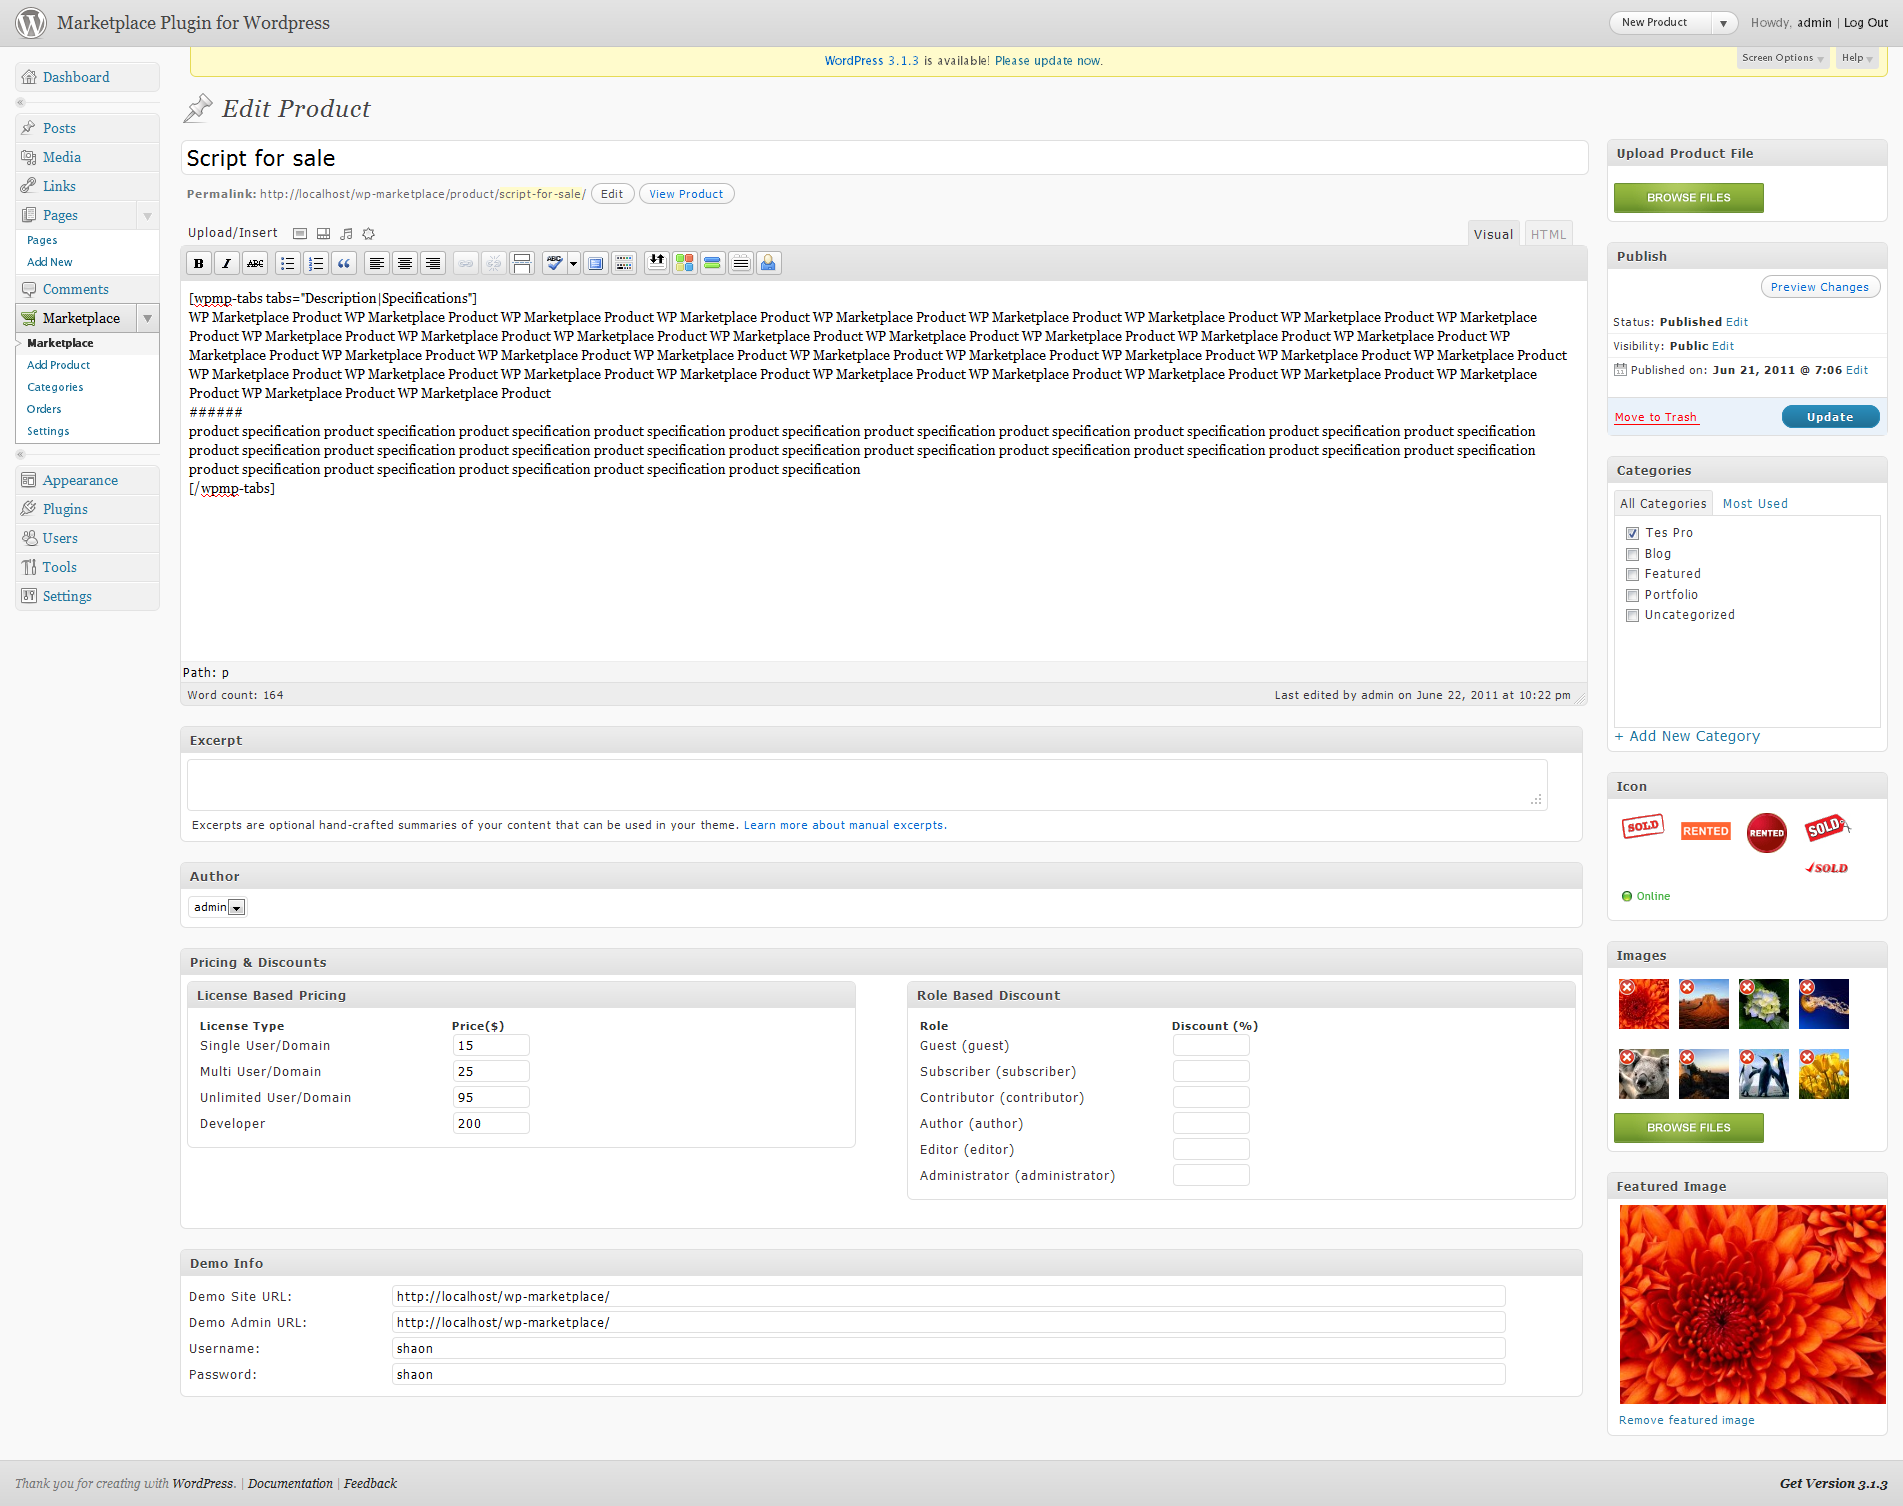 Marketplace Plugin for Wordpress
New Product
Howdy, admin | Log Out
WordPress 3.1.3 is available! Please update now.
Screen Options
Help
Dashboard
Posts
Media
Links
Pages
Pages
Add New
Comments
Marketplace
Marketplace
Add Product
Categories
Orders
Settings
Appearance
Plugins
Users
Tools
Settings
Edit Product
Script for sale
Permalink: http://localhost/wp-marketplace/product/script-for-sale/ Edit View Product
Upload/Insert
Visual HTML
B I ABC ABC
[wpmp-tabs tabs="Description|Specifications"]
WP Marketplace Product WP Marketplace Product WP Marketplace Product WP Marketplace Product WP Marketplace Product WP Marketplace Product WP Marketplace Product WP Marketplace Product WP Marketplace
Product WP Marketplace Product WP Marketplace Product WP Marketplace Product WP Marketplace Product WP Marketplace Product WP Marketplace Product WP Marketplace Product WP Marketplace Product WP
Marketplace Product WP Marketplace Product WP Marketplace Product WP Marketplace Product WP Marketplace Product WP Marketplace Product WP Marketplace Product WP Marketplace Product WP Marketplace Product
WP Marketplace Product WP Marketplace Product WP Marketplace Product WP Marketplace Product WP Marketplace Product WP Marketplace Product WP Marketplace Product WP Marketplace Product WP Marketplace
Product WP Marketplace Product WP Marketplace Product
######
product specification product specification product specification product specification product specification product specification product specification product specification product specification product specification
product specification product specification product specification product specification product specification product specification product specification product specification product specification product specification
product specification product specification product specification product specification product specification
[/wpmp-tabs]
Path: p
Word count: 164
Last edited by admin on June 22, 2011 at 10:22 pm
Excerpt
Excerpts are optional hand-crafted summaries of your content that can be used in your theme. Learn more about manual excerpts.
Author
admin
Pricing & Discounts
License Based Pricing
License Type Price($)
Single User/Domain 15
Multi User/Domain 25
Unlimited User/Domain 95
Developer 200
Role Based Discount
Role Discount (%)
Guest (guest)
Subscriber (subscriber)
Contributor (contributor)
Author (author)
Editor (editor)
Administrator (administrator)
Demo Info
Demo Site URL: http://localhost/wp-marketplace/
Demo Admin URL: http://localhost/wp-marketplace/
Username: shaon
Password: shaon
Upload Product File
BROWSE FILES
Publish
Preview Changes
Status: Published Edit
Visibility: Public Edit
Published on: Jun 21, 2011 @ 7:06 Edit
Move to Trash
Update
Categories
All Categories Most Used
Tes Pro
Blog
Featured
Portfolio
Uncategorized
+ Add New Category
Icon
SOLD RENTED RENTED SOLD
SOLD
Online
Images
BROWSE FILES
Featured Image
Remove featured image
Thank you for creating with WordPress. | Documentation | Feedback
Get Version 3.1.3